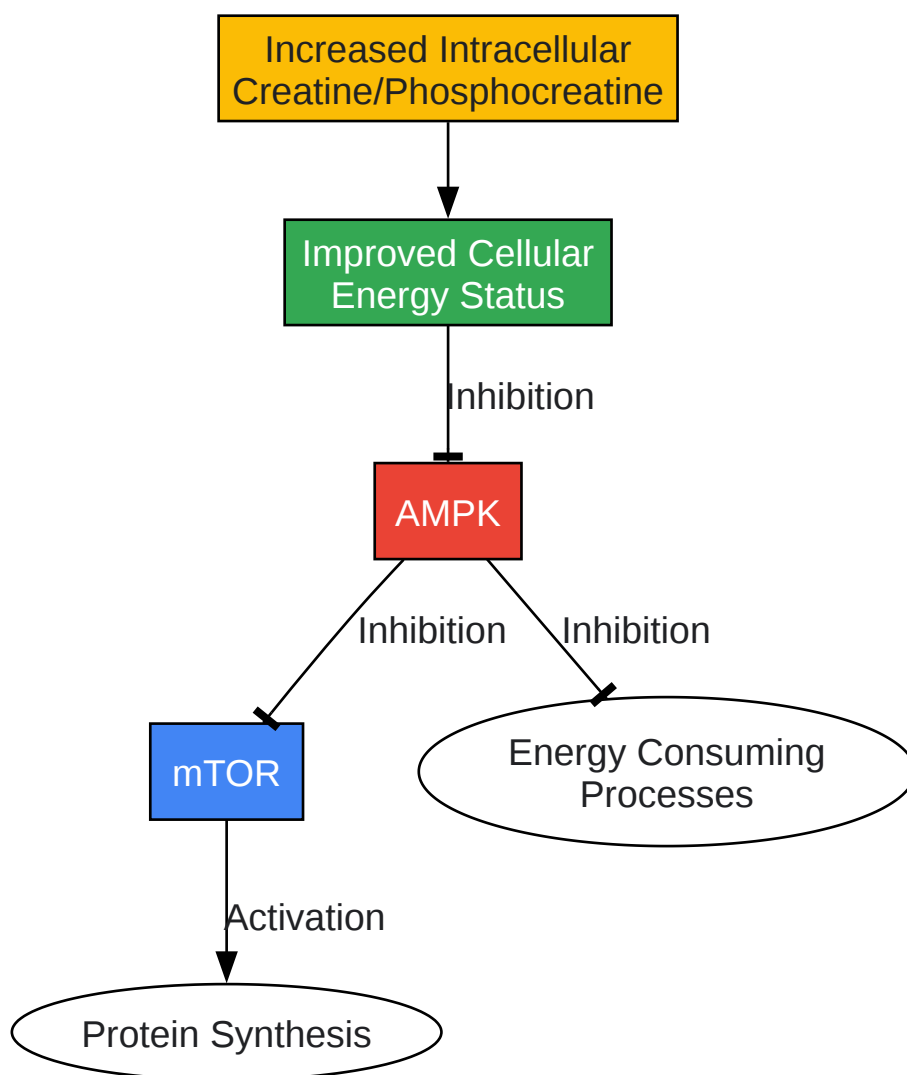 Increased Intracellular
Creatine/Phosphocreatine
Improved Cellular
Energy Status
Inhibition
AMPK
Inhibition
Inhibition
mTOR
Energy Consuming
Processes
Activation
Protein Synthesis